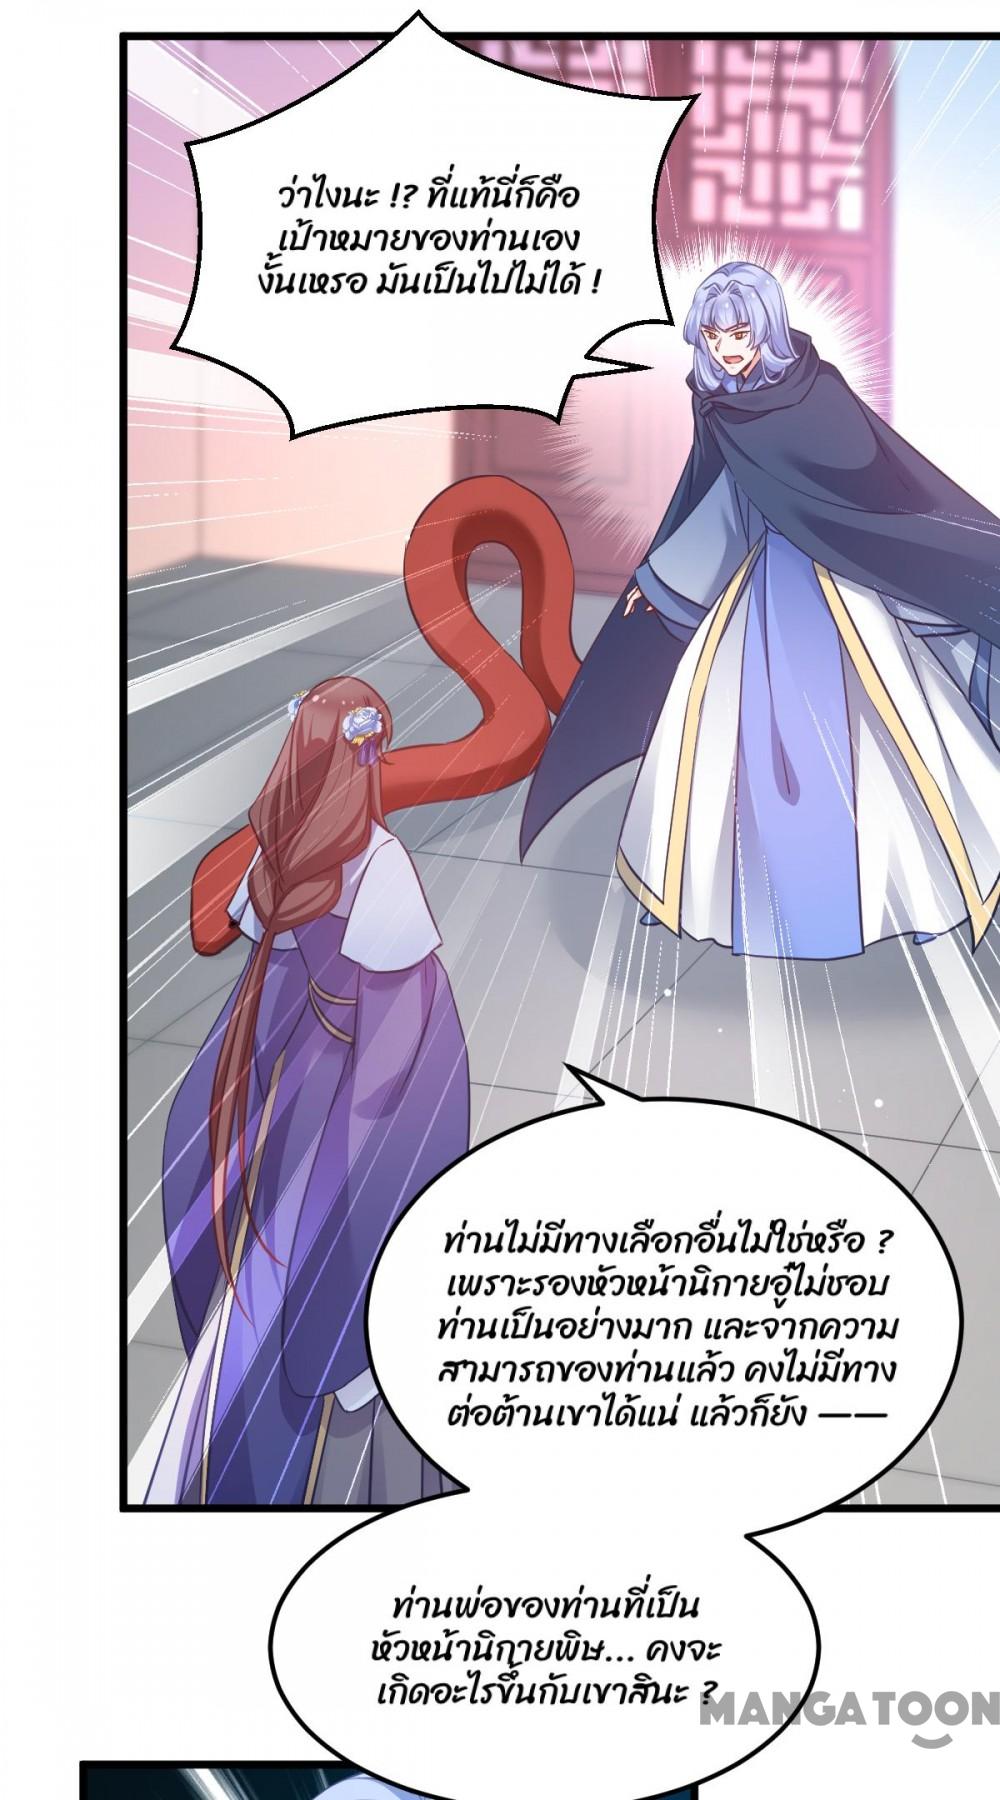 ว่าไงนะ !? ที่แท้นี่ก็คือ
เป้าหมายของท่านเอง
งั้นเหรอ มันเป็นไปไม่ได้ !
ท่านไม่มีทางเลือกอื่นไม่ใช่หรือ ?
เพราะรองหัวหน้านิกายอู๋ไม่ชอบ
ท่านเป็นอย่างมาก และจากความ
สามารถของท่านแล้ว คงไม่มีทาง
ต่อต้านเขาได้แน่ แล้วก็ยัง ——
ท่านพ่อของท่านที่เป็น
หัวหน้านิกายพิษ... คงจะ
เกิดอะไรขึ้นกับเขาสินะ ?
MANGATOON